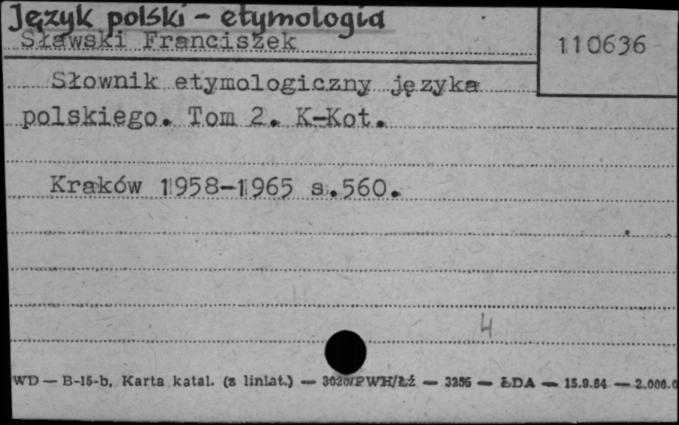 Język polski - etymologia
Sławski Franciszek
110636
Słownik etymologiczny języka
polskiego. Tom 2. K-Kot.
Kraków 1958-1965 s.560.
4
WD — B-15-b. Karta katal. (z liniat.) — /PWH/Łź — 3256 — ŁDA — 15.9.64 — 2.000.0